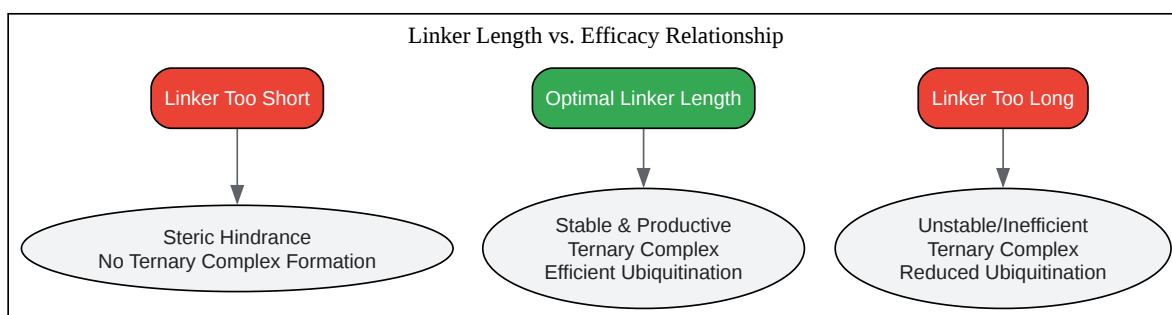 Linker Length vs. Efficacy Relationship
Linker Too Short
Optimal Linker Length
Linker Too Long
Steric Hindrance
No Ternary Complex Formation
Stable & Productive
Ternary Complex
Efficient Ubiquitination
Unstable/Inefficient
Ternary Complex
Reduced Ubiquitination